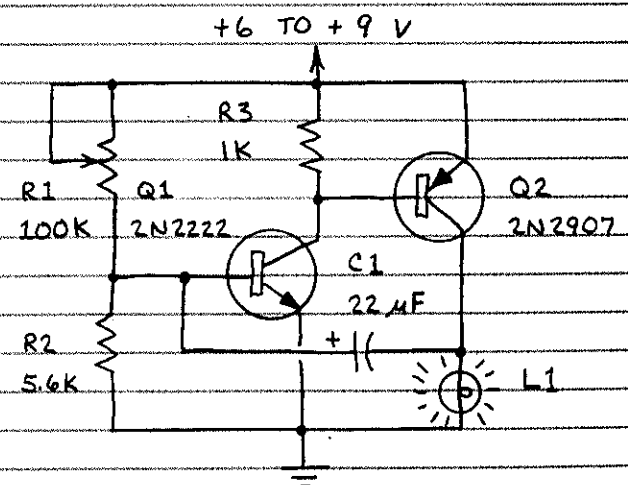 +6 TO +9 V
R3
1K
R1
100K
Q1
2N2222
Q2
2N2907
C1
22 µF
+
R2
5.6K
L1